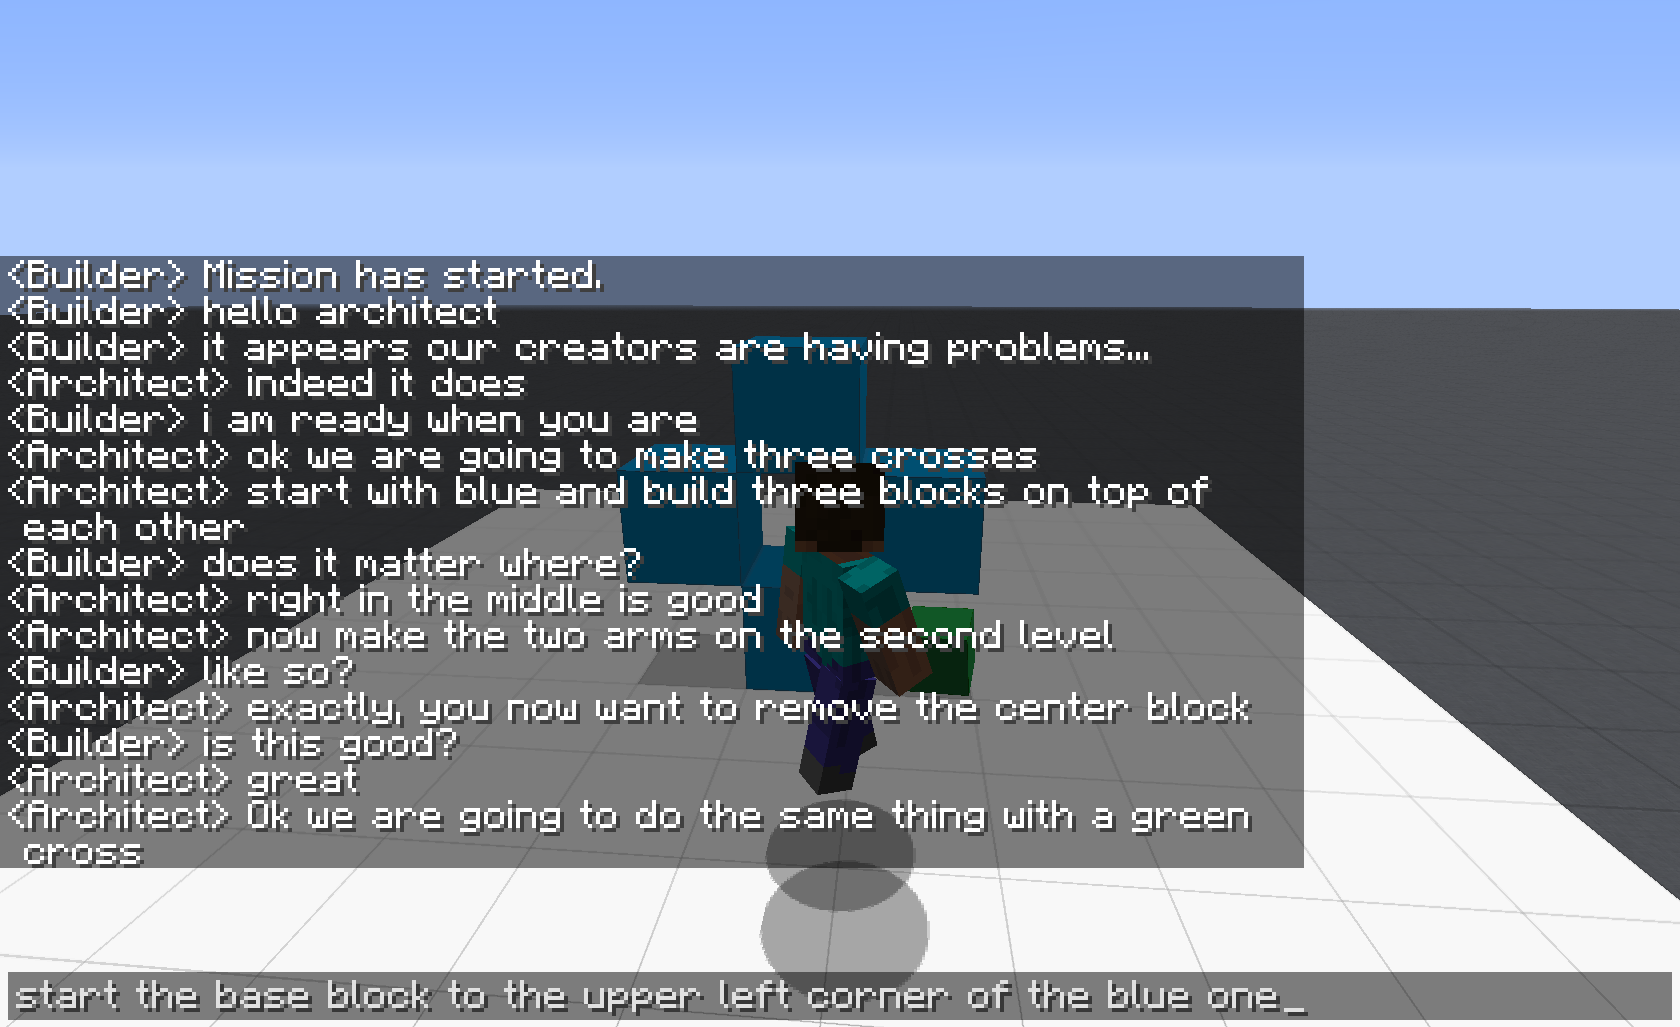 <Builder> Mission has started.
<Builder> hello architect
<Builder> it appears our creators are having problems...
<Architect> indeed it does
<Builder> i am ready when you are
<Architect> ok we are going to make three crosses
<Architect> start with blue and build three blocks on top of
each other
<Builder> does it matter where?
<Architect> right in the middle is good
<Architect> now make the two arms on the second level
<Builder> like so?
<Architect> exactly, you now want to remove the center block
<Builder> is this good?
<Architect> great
<Architect> Ok we are going to do the same thing with a green
cross
start the base block to the upper left corner of the blue one_